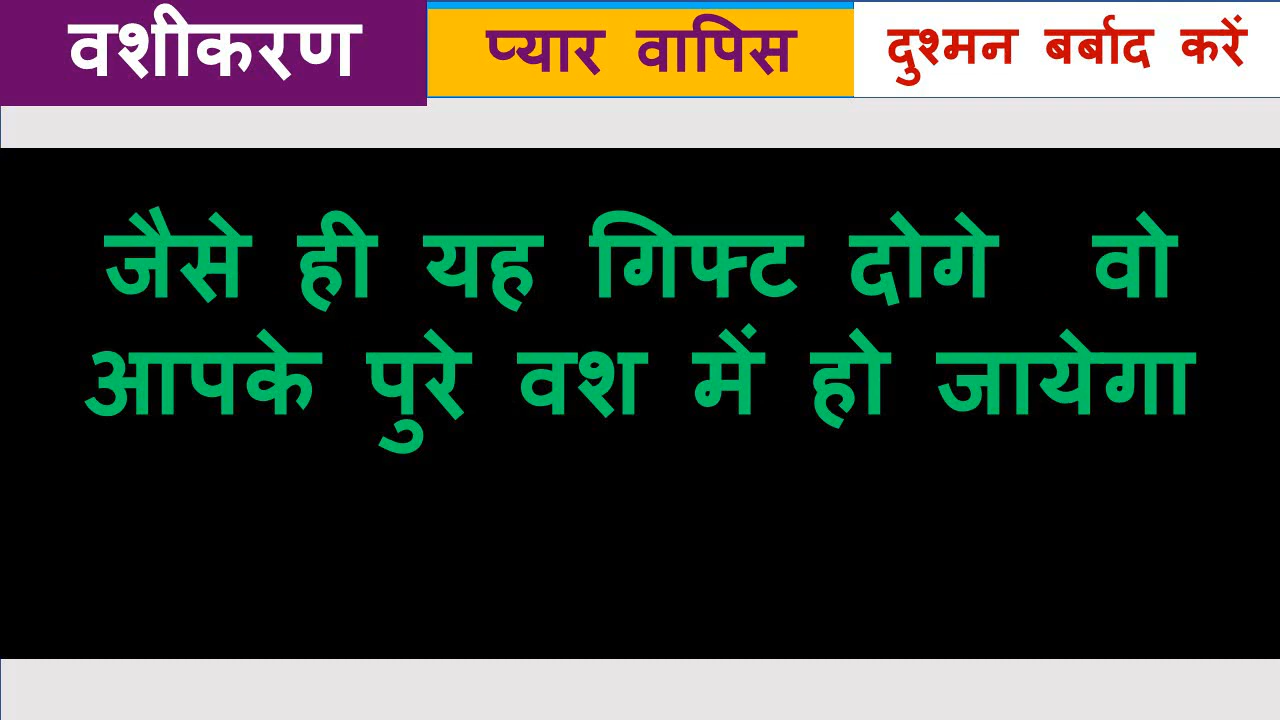 वशीकरण
प्यार वापिस
दुश्मन बर्बाद करें
जैसे ही यह गिफ्ट दोगे वो
आपके पुरे वश में हो जायेगा